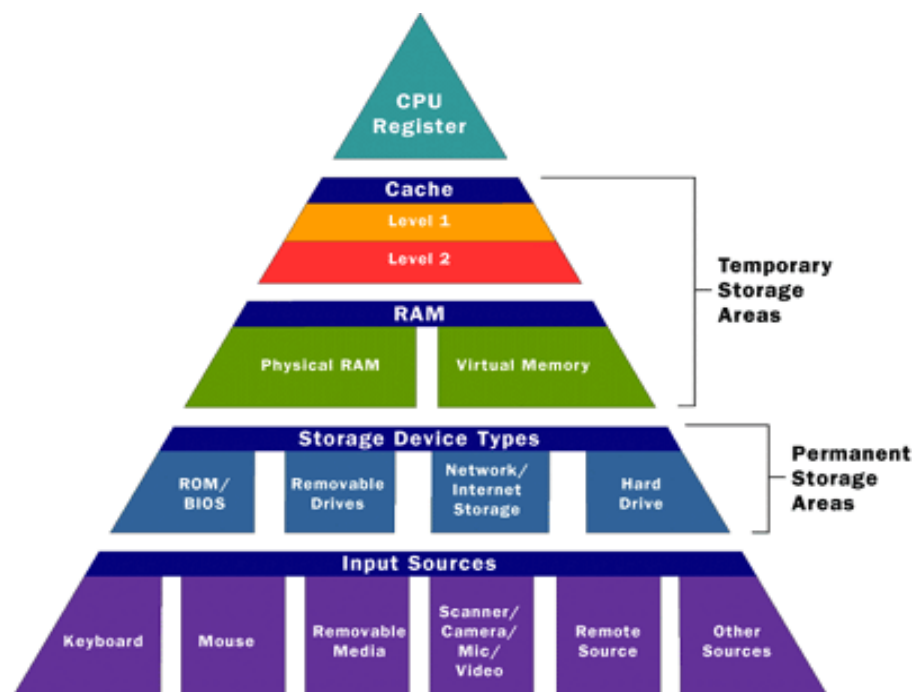 CPU
Register
Cache
Level 1
Level 2
Temporary
Storage
Areas
RAM
Physical RAM
Virtual Memory
Storage Device Types
Permanent
Storage
Areas
ROM/
BIOS
Removable
Drives
Network/
Internet
Storage
Hard
Drive
Input Sources
Keyboard
Mouse
Removable
Media
Scanner/
Camera/
Mic/
Video
Remote
Source
Other
Sources